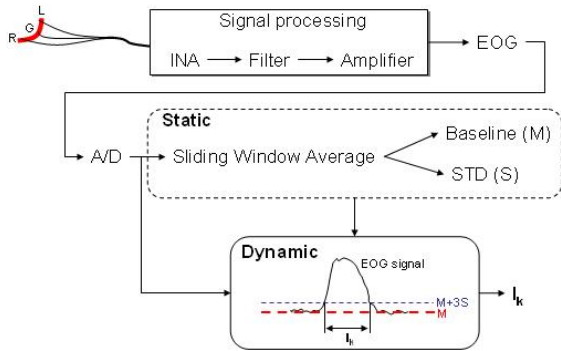 L
G
R
Signal processing
INA
Filter
Amplifier
EOG
Static
A/D
Sliding Window Average
Baseline (M)
STD (S)
Dynamic
EOG signal
M+3S
M
I_k
I_k